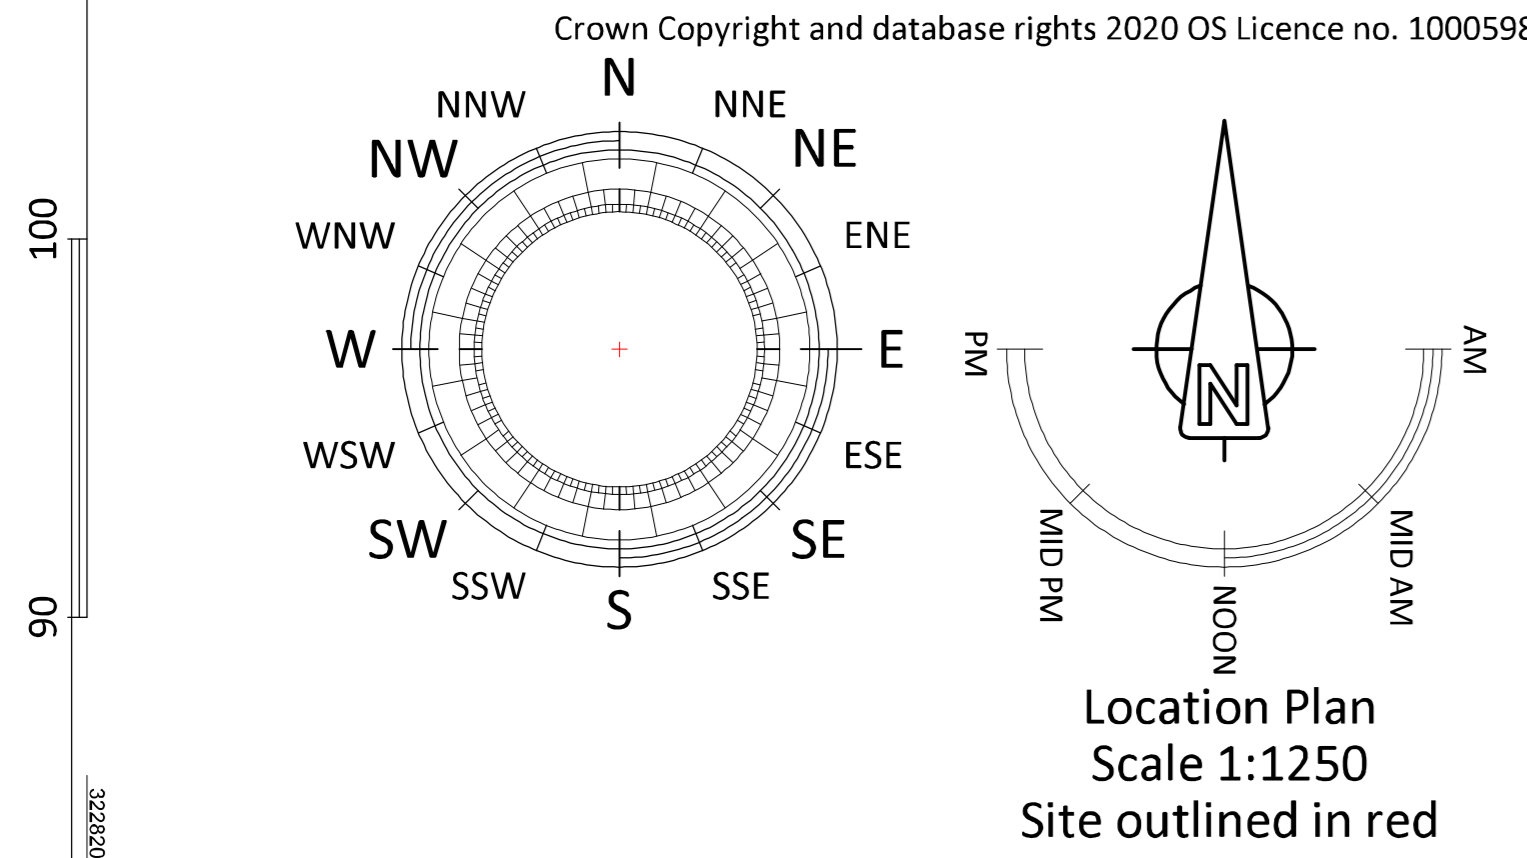 Crown Copyright and database rights 2020 OS Licence no. 1000598
N
NNW
NNE
NW
NE
WNW
ENE
W
E
WSW
ESE
SW
SE
SSW
SSE
S
100
90
322820
PM
AM
N
MID PM
MID AM
NOON
Location Plan
Scale 1:1250
Site outlined in red